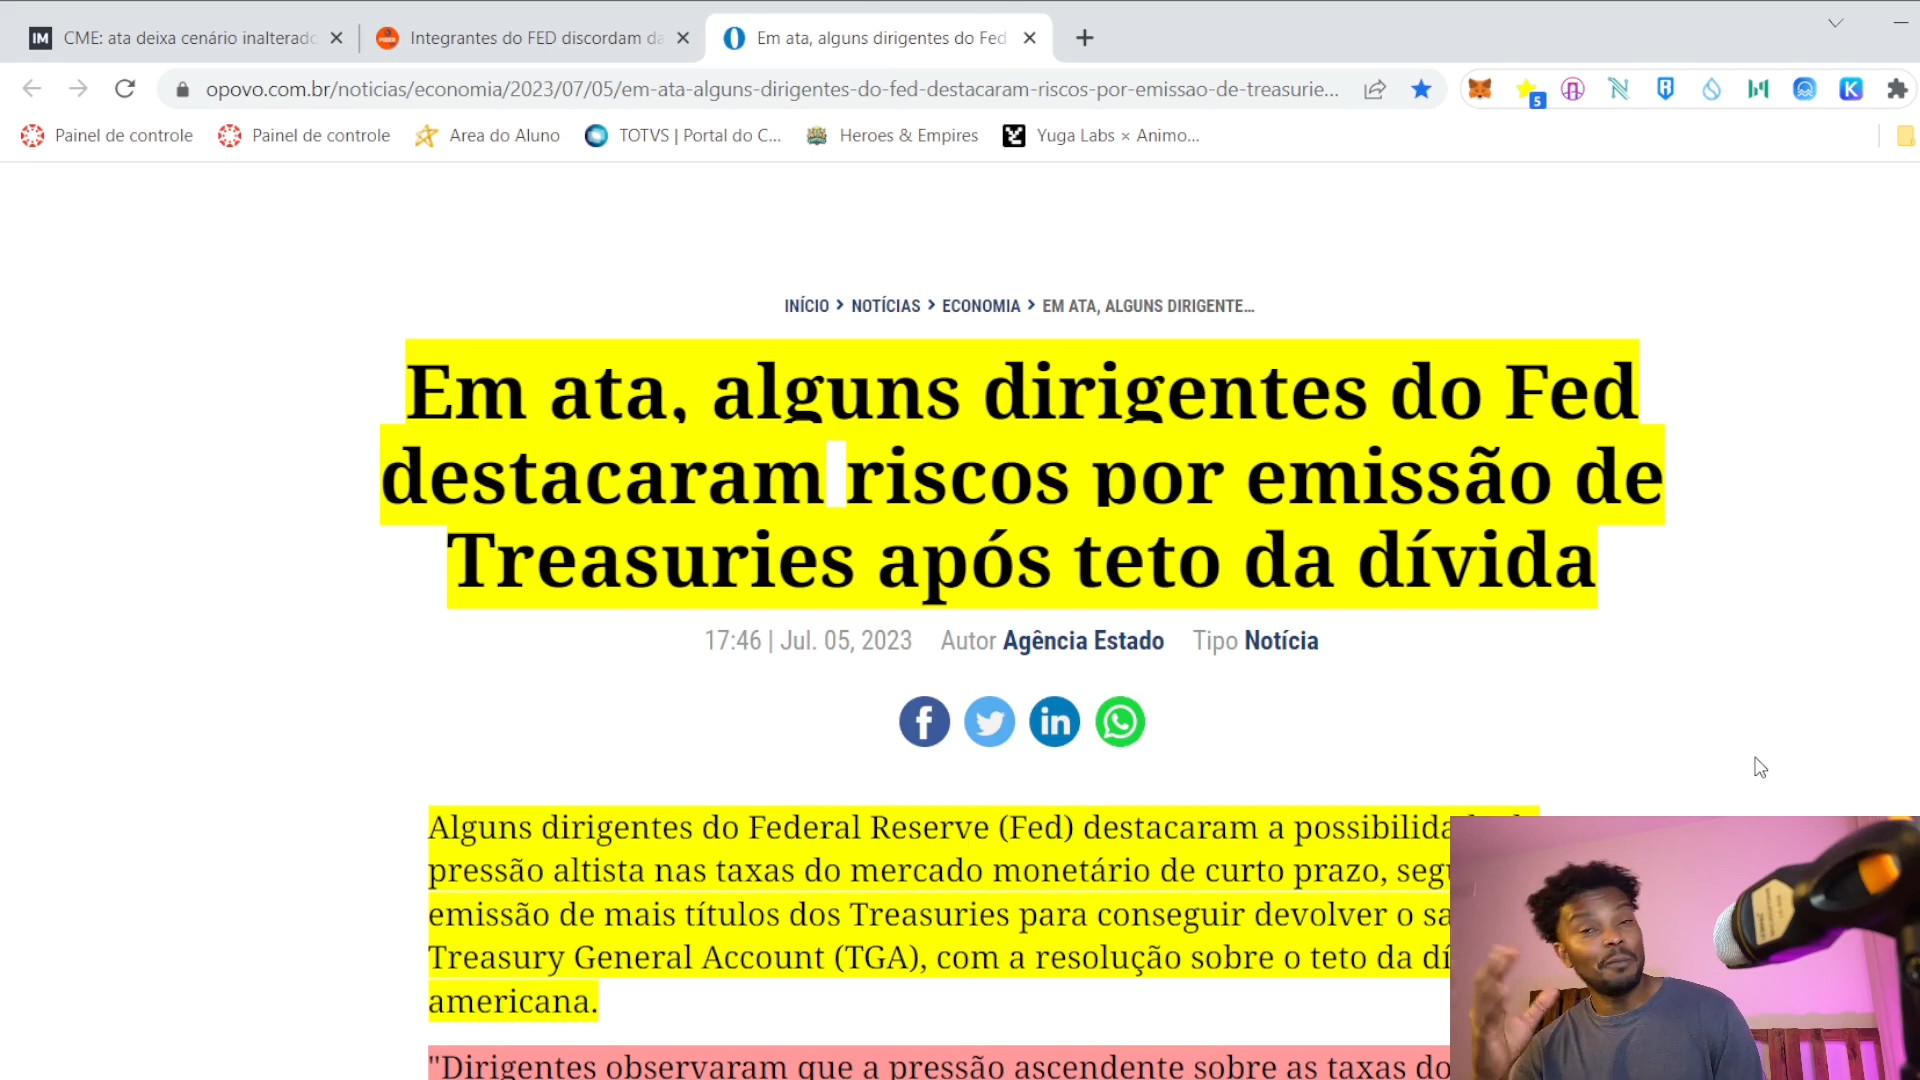 IM CME: ata deixa cenário inalterado
Integrantes do FED discordam da
Em ata, alguns dirigentes do Fed
opovo.com.br/noticias/economia/2023/07/05/em-ata-alguns-dirigentes-do-fed-destacaram-riscos-por-emissao-de-treasurie...
5
K
Painel de controle
Painel de controle
Area do Aluno
TOTVS | Portal do C...
Heroes & Empires
Yuga Labs × Animo...
INÍCIO > NOTÍCIAS > ECONOMIA > EM ATA, ALGUNS DIRIGENTE...
Em ata, alguns dirigentes do Fed
destacaram riscos por emissão de
Treasuries após teto da dívida
17:46 | Jul. 05, 2023 Autor Agência Estado Tipo Notícia
Alguns dirigentes do Federal Reserve (Fed) destacaram a
pressão altista nas taxas do mercado monetário de curto prazo,
emissão de mais títulos dos Treasuries para conseguir devolver o
Treasury General Account (TGA), com a resolução sobre o teto da
americana.
"Dirigentes observaram que a pressão ascendente sobre as taxas do